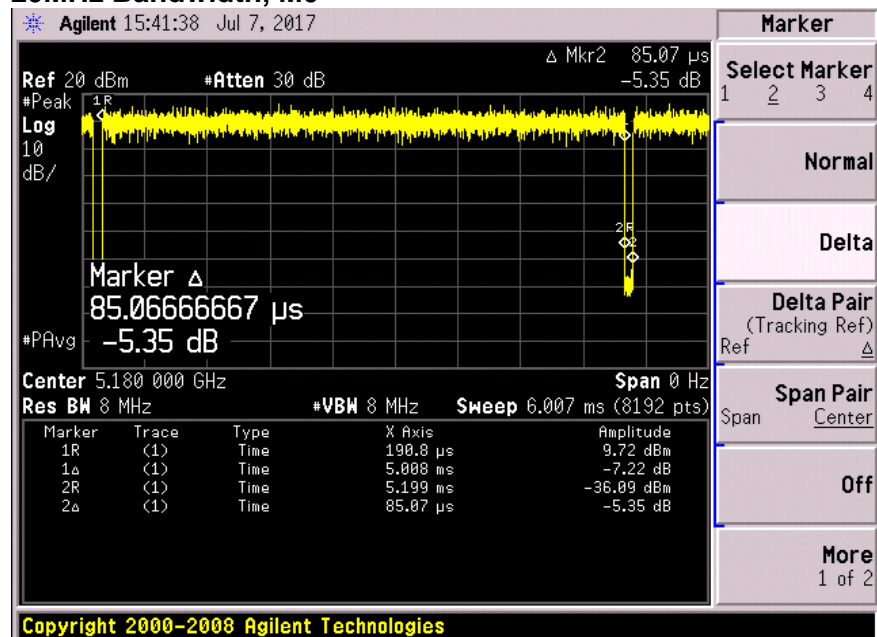 Agilent 15:41:38 Jul 7, 2017
Marker
Δ Mkr2 85.07 µs
Ref 20 dBm #Atten 30 dB -5.35 dB
#Peak
Log
10
dB/
1R
2R
2
Marker Δ
85.06666667 µs
-5.35 dB
#PAvg
Center 5.180 000 GHz Span 0 Hz
Res BW 8 MHz #VBW 8 MHz Sweep 6.007 ms (8192 pts)
Marker Trace Type X Axis Amplitude
1R (1) Time 190.8 µs 9.72 dBm
1Δ (1) Time 5.008 ms -7.22 dB
2R (1) Time 5.199 ms -36.09 dBm
2Δ (1) Time 85.07 µs -5.35 dB
Select Marker
1 2 3 4
Normal
Delta
Delta Pair
(Tracking Ref)
Ref Δ
Span Pair
Span Center
Off
More
1 of 2
Copyright 2000-2008 Agilent Technologies